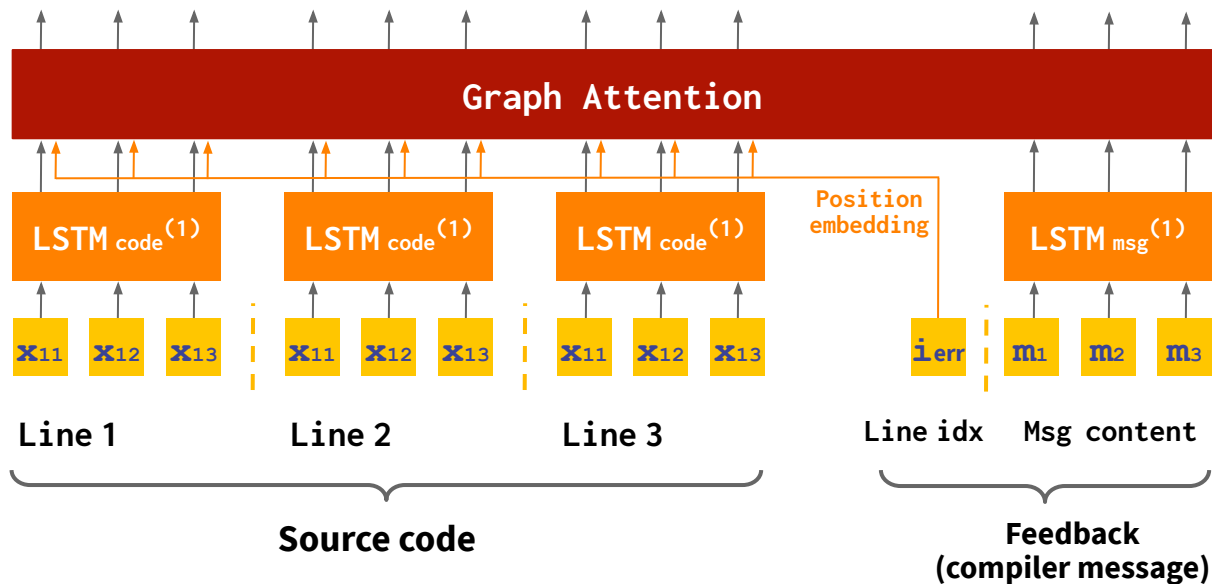 Graph Attention
Position
embedding
LSTM code(1) LSTM code(1) LSTM code(1) LSTM msg(1)
x11 x12 x13 x11 x12 x13 x11 x12 x13 ierr m1 m2 m3
Line 1 Line 2 Line 3 Line idx Msg content
Source code
Feedback
(compiler message)